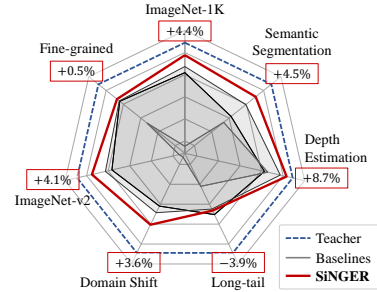 ImageNet-1K
+4.4%
Semantic
Segmentation
+4.5%
Depth
Estimation
+8.7%
Long-tail
−3.9%
Domain Shift
+3.6%
ImageNet-v2
+4.1%
Fine-grained
+0.5%
Teacher
Baselines
SiNGER